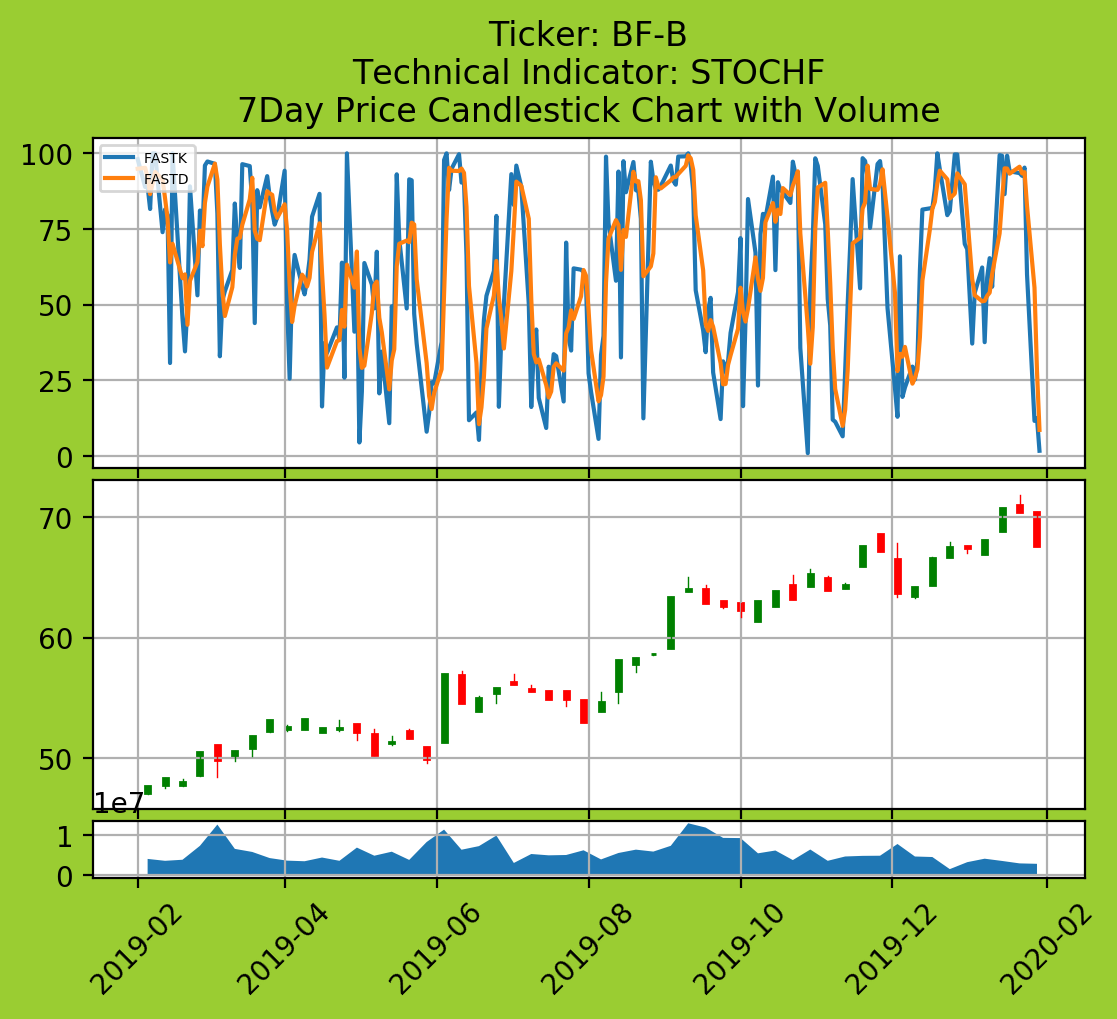 Ticker: BF-B
Technical Indicator: STOCHF
7Day Price Candlestick Chart with Volume
100
75
50
25
0
FASTK
FASTD
70
60
50
1e7
1
0
2019-02
2019-04
2019-06
2019-08
2019-10
2019-12
2020-02